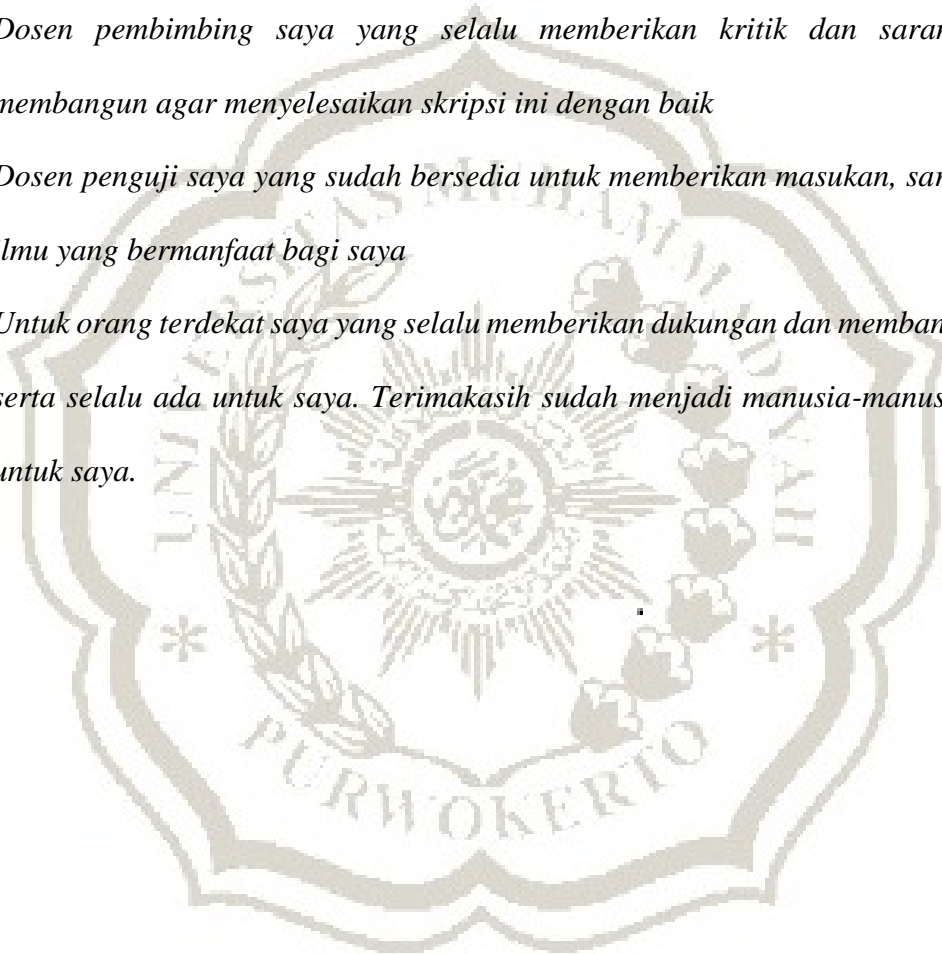 Dosen pembimbing saya yang selalu memberikan kritik dan saran
membangun agar menyelesaikan skripsi ini dengan baik
Dosen penguji saya yang sudah bersedia untuk memberikan masukan,
ilmu yang bermanfaat bagi saya
Untuk orang terdekat saya yang selalu memberikan dukungan dan
serta selalu ada untuk saya. Terimakasih sudah menjadi
untuk saya.
UNIVERSITAS MUHAMMADIYAH
PURWOKERTO